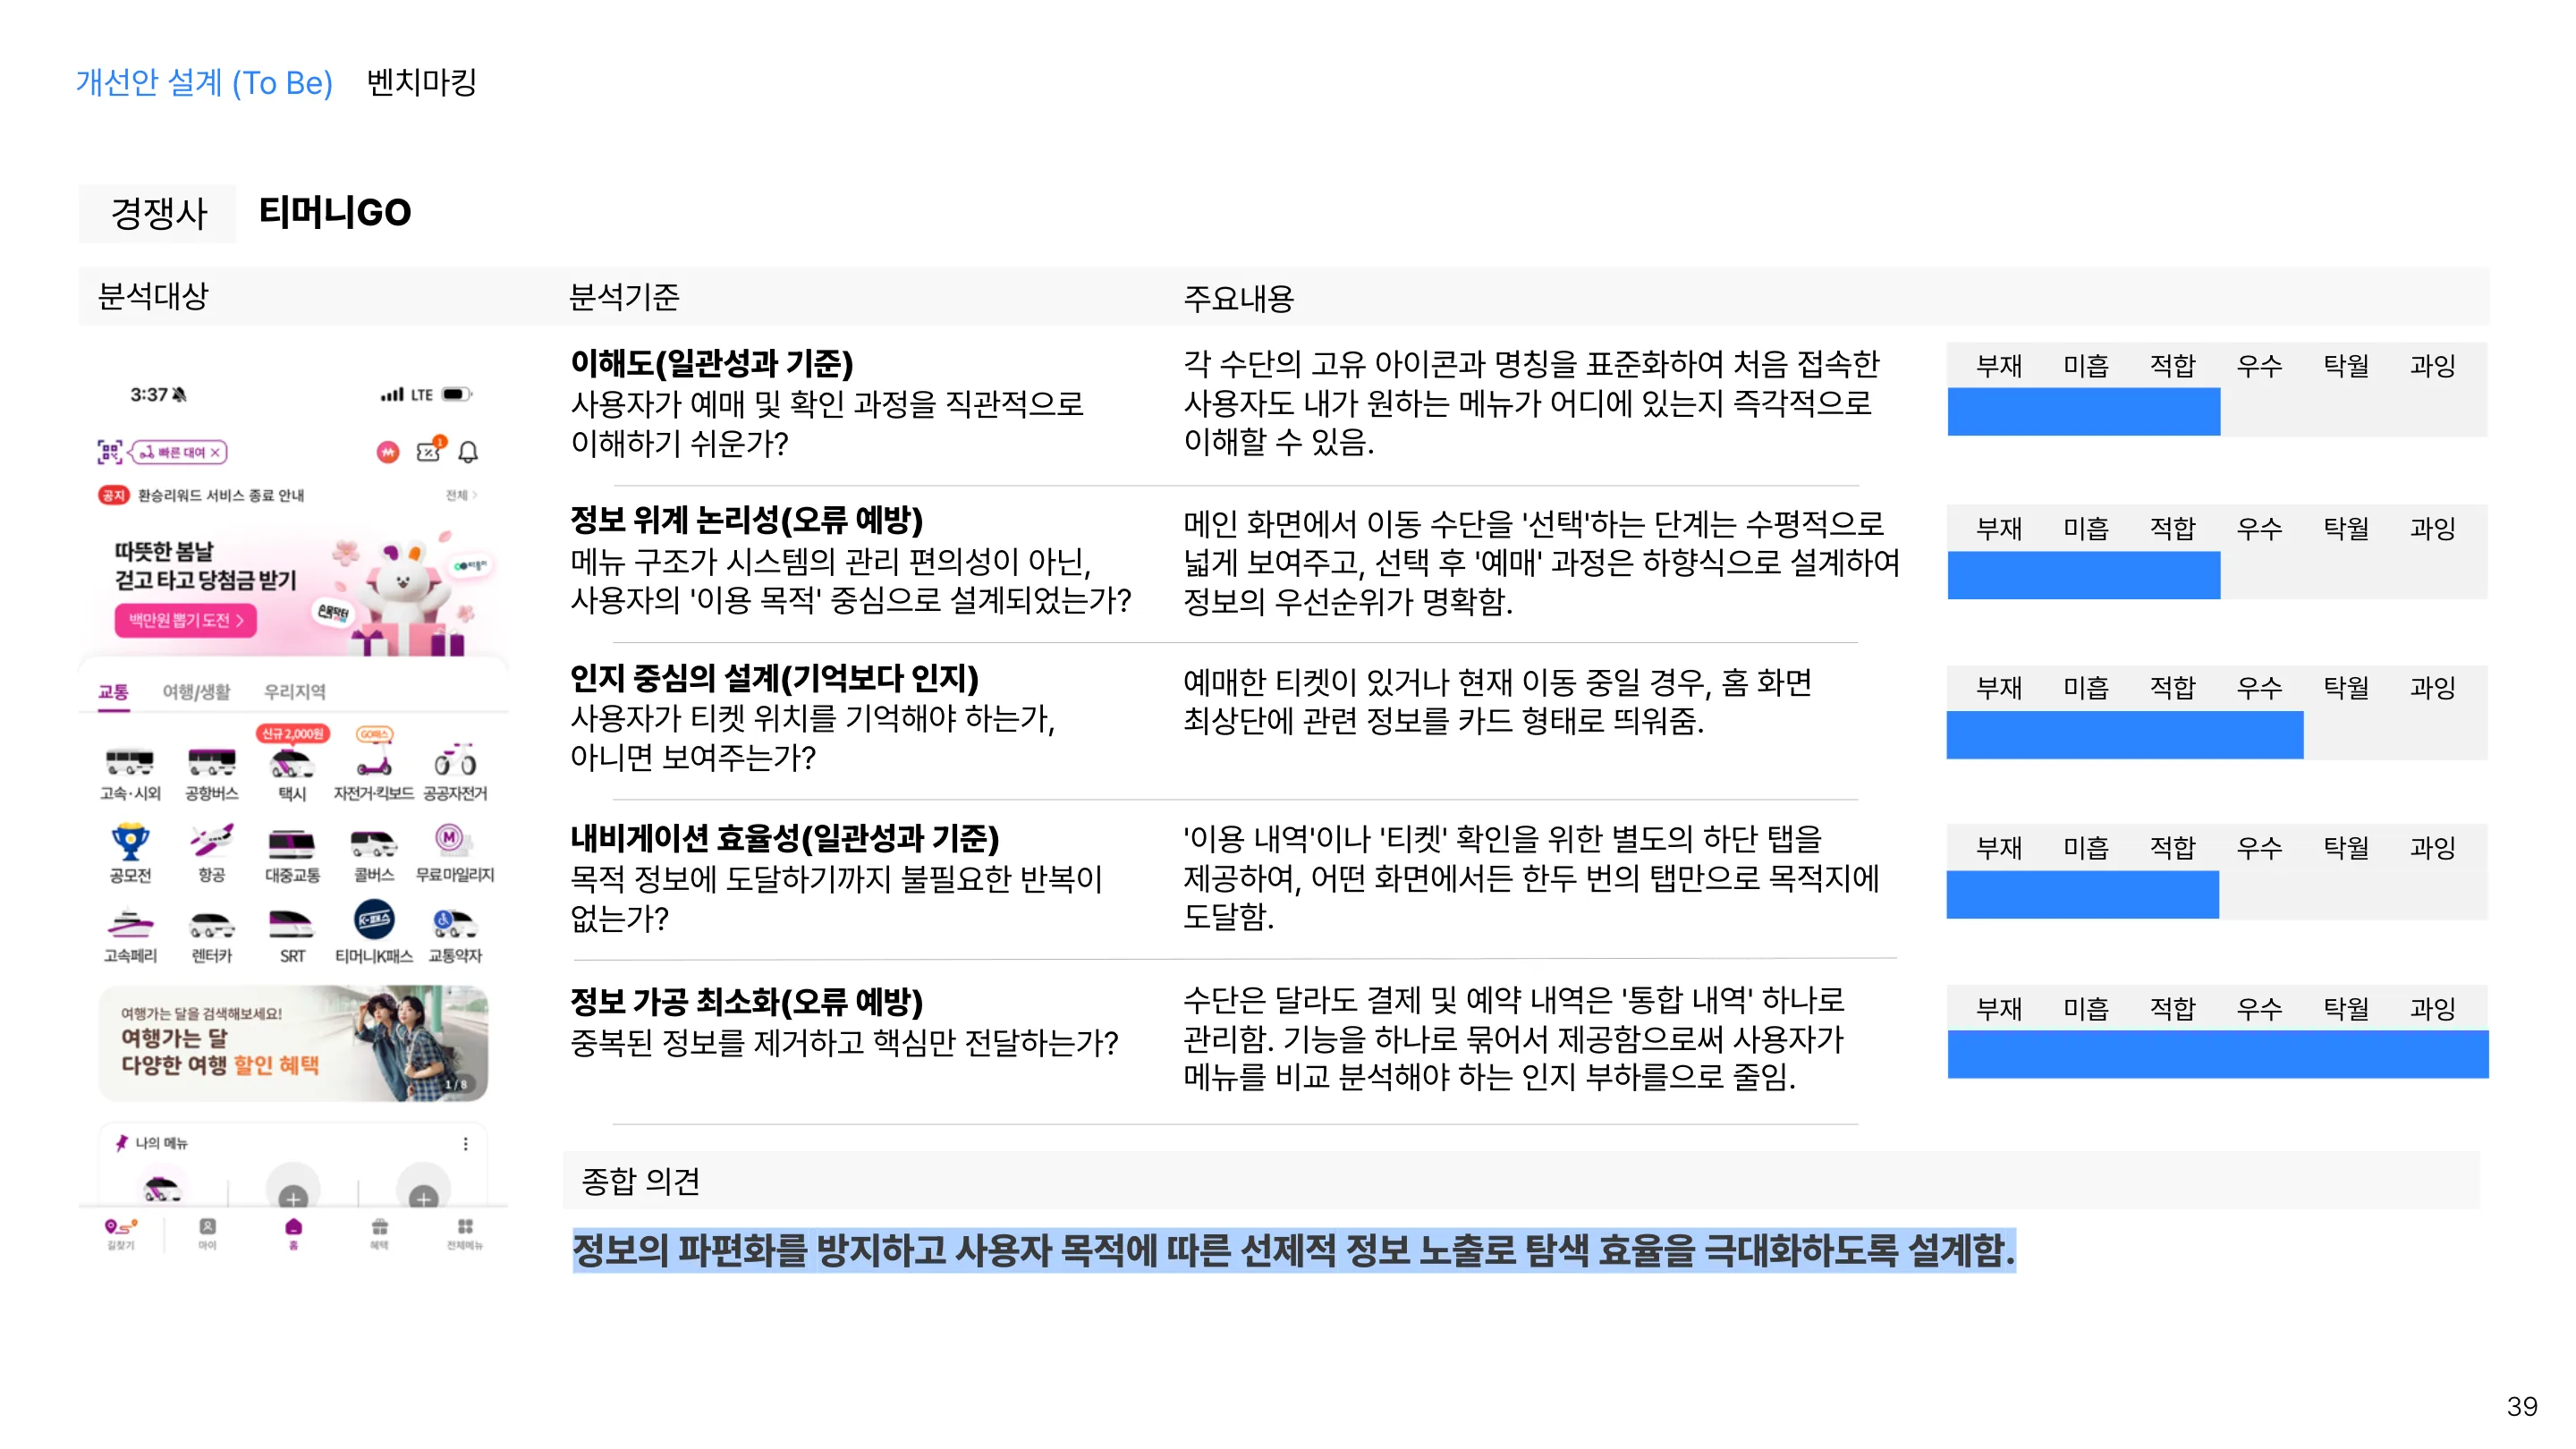 개선안 설계 (To Be) 벤치마킹
경쟁사 티머니GO
분석대상 분석기준 주요내용
3:37 LTE
빠른 대여 ×
1
공지 환승리워드 서비스 종료 안내 전체 >
따뜻한 봄날
걷고 타고 당첨금 받기
백만원 뽑기 도전 >
손목닥터
교통 여행/생활 우리지역
신규 2,000원 GO패스
고속·시외 공항버스 택시 자전거·킥보드 공공자전거
M
공모전 항공 대중교통 콜버스 무료마일리지
K-패스
고속페리 렌터카 SRT 티머니K패스 교통약자
여행가는 달을 검색해보세요!
여행가는 달
다양한 여행 할인 혜택
1 / 8
나의 메뉴
길찾기 마이 홈 혜택 전체메뉴
이해도(일관성과 기준)
사용자가 예매 및 확인 과정을 직관적으로
이해하기 쉬운가?
각 수단의 고유 아이콘과 명칭을 표준화하여 처음 접속한
사용자도 내가 원하는 메뉴가 어디에 있는지 즉각적으로
이해할 수 있음.
부재 미흡 적합 우수 탁월 과잉
정보 위계 논리성(오류 예방)
메뉴 구조가 시스템의 관리 편의성이 아닌,
사용자의 '이용 목적' 중심으로 설계되었는가?
메인 화면에서 이동 수단을 '선택'하는 단계는 수평적으로
넓게 보여주고, 선택 후 '예매' 과정은 하향식으로 설계하여
정보의 우선순위가 명확함.
부재 미흡 적합 우수 탁월 과잉
인지 중심의 설계(기억보다 인지)
사용자가 티켓 위치를 기억해야 하는가,
아니면 보여주는가?
예매한 티켓이 있거나 현재 이동 중일 경우, 홈 화면
최상단에 관련 정보를 카드 형태로 띄워줌.
부재 미흡 적합 우수 탁월 과잉
내비게이션 효율성(일관성과 기준)
목적 정보에 도달하기까지 불필요한 반복이
없는가?
'이용 내역'이나 '티켓' 확인을 위한 별도의 하단 탭을
제공하여, 어떤 화면에서든 한두 번의 탭만으로 목적지에
도달함.
부재 미흡 적합 우수 탁월 과잉
정보 가공 최소화(오류 예방)
중복된 정보를 제거하고 핵심만 전달하는가?
수단은 달라도 결제 및 예약 내역은 '통합 내역' 하나로
관리함. 기능을 하나로 묶어서 제공함으로써 사용자가
메뉴를 비교 분석해야 하는 인지 부하를으로 줄임.
부재 미흡 적합 우수 탁월 과잉
종합 의견
정보의 파편화를 방지하고 사용자 목적에 따른 선제적 정보 노출로 탐색 효율을 극대화하도록 설계함.
39